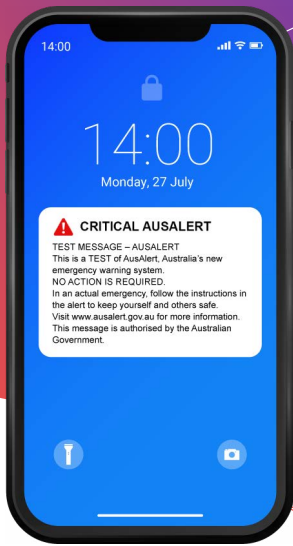 14:00
14:00
Monday, 27 July
CRITICAL AUSALERT
TEST MESSAGE – AUSALERT
This is a TEST of AusAlert, Australia's new
emergency warning system.
NO ACTION IS REQUIRED.
In an actual emergency, follow the instructions in
the alert to keep yourself and others safe.
Visit www.ausalert.gov.au for more information.
This message is authorised by the Australian
Government.